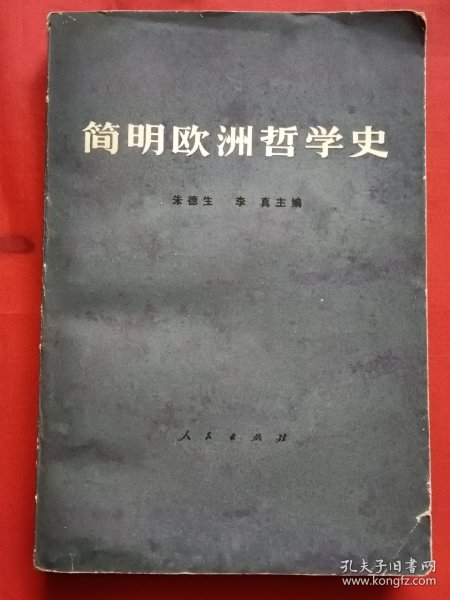 简明欧洲哲学史
朱德生 李真主编
人民出版社
孔夫子旧书网
www.kongfz.com